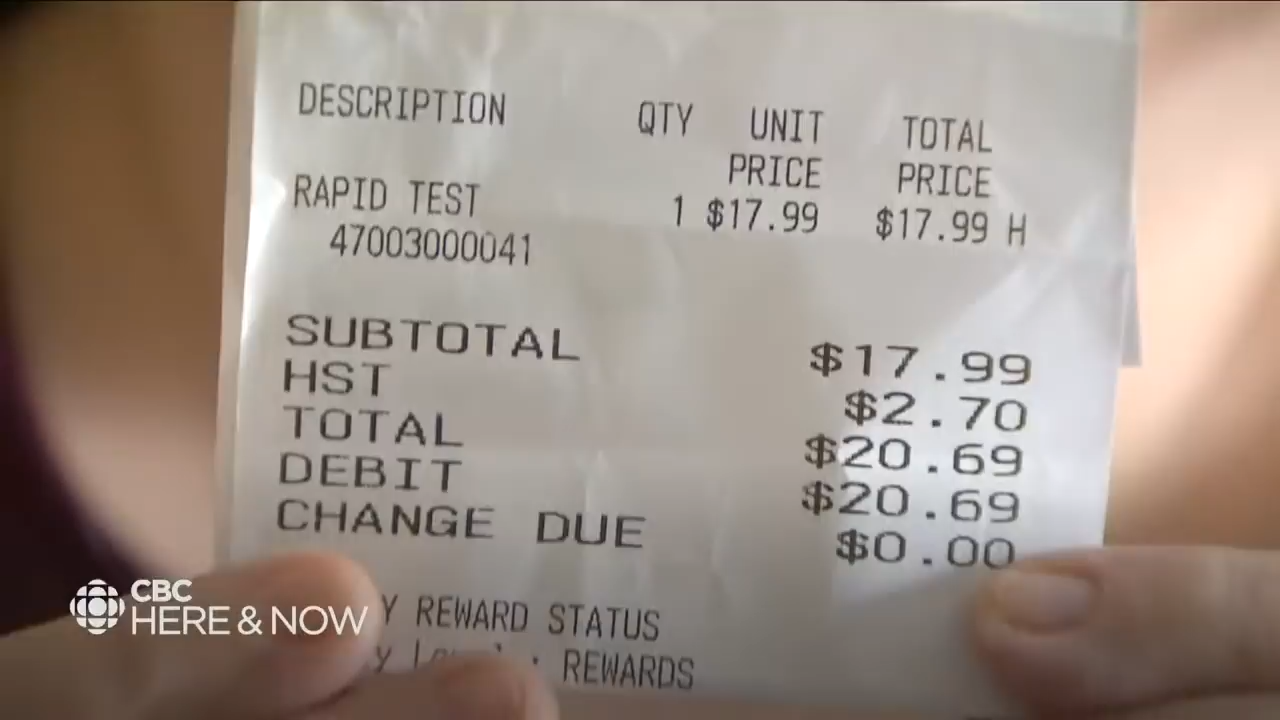 DESCRIPTION QTY UNIT TOTAL
PRICE PRICE
RAPID TEST 1 $17.99 $17.99 H
47003000041
SUBTOTAL $17.99
HST $2.70
TOTAL $20.69
DEBIT $20.69
CHANGE DUE $0.00
Y REWARD STATUS
REWARDS
CBC
HERE & NOW